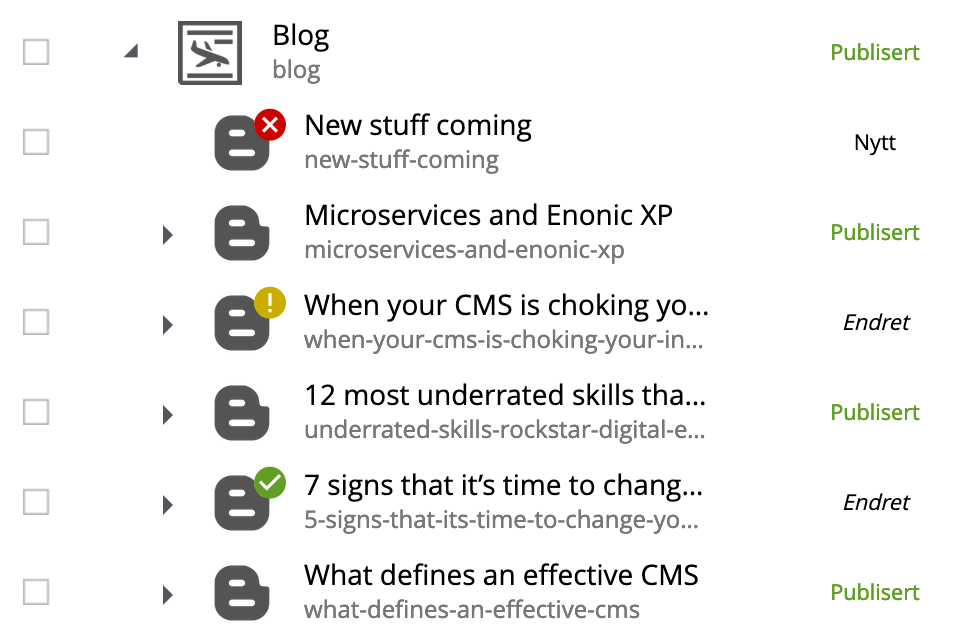 Blog
blog
Publisert
New stuff coming
new-stuff-coming
Nytt
Microservices and Enonic XP
microservices-and-enonic-xp
Publisert
When your CMS is choking yo...
when-your-cms-is-choking-your-in...
Endret
12 most underrated skills tha...
underrated-skills-rockstar-digital-e...
Publisert
7 signs that it’s time to chang...
5-signs-that-its-time-to-change-yo...
Endret
What defines an effective CMS
what-defines-an-effective-cms
Publisert